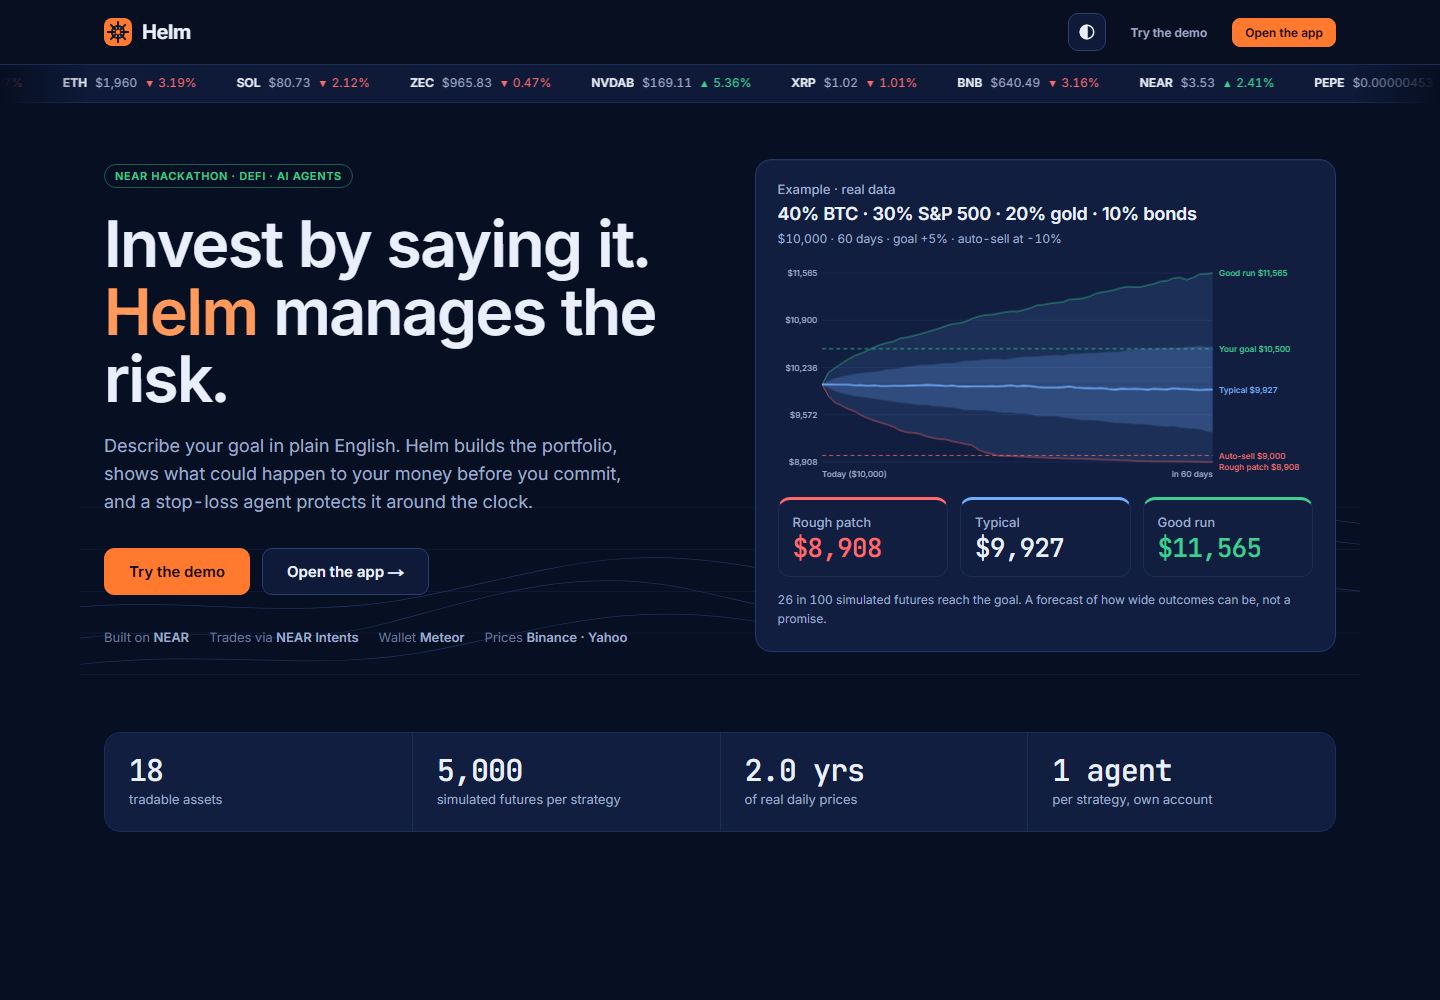 Helm
Try the demo
Open the app
7%
ETH $1,960 ▼ 3.19%
SOL $80.73 ▼ 2.12%
ZEC $965.83 ▼ 0.47%
NVDAB $169.11 ▲ 5.36%
XRP $1.02 ▼ 1.01%
BNB $640.49 ▼ 3.16%
NEAR $3.53 ▲ 2.41%
PEPE $0.00000453
NEAR HACKATHON · DEFI · AI AGENTS
Invest by saying it.
Helm manages the
risk.
Describe your goal in plain English. Helm builds the portfolio,
shows what could happen to your money before you commit,
and a stop-loss agent protects it around the clock.
Try the demo
Open the app →
Built on NEAR Trades via NEAR Intents Wallet Meteor Prices Binance · Yahoo
Example · real data
40% BTC · 30% S&P 500 · 20% gold · 10% bonds
$10,000 · 60 days · goal +5% · auto-sell at -10%
$11,565
Good run $11,565
$10,900
Your goal $10,500
$10,236
Typical $9,927
$9,572
Auto-sell $9,000
$8,908
Rough patch $8,908
Today ($10,000)
in 60 days
Rough patch
$8,908
Typical
$9,927
Good run
$11,565
26 in 100 simulated futures reach the goal. A forecast of how wide outcomes can be, not a
promise.
18
tradable assets
5,000
simulated futures per strategy
2.0 yrs
of real daily prices
1 agent
per strategy, own account